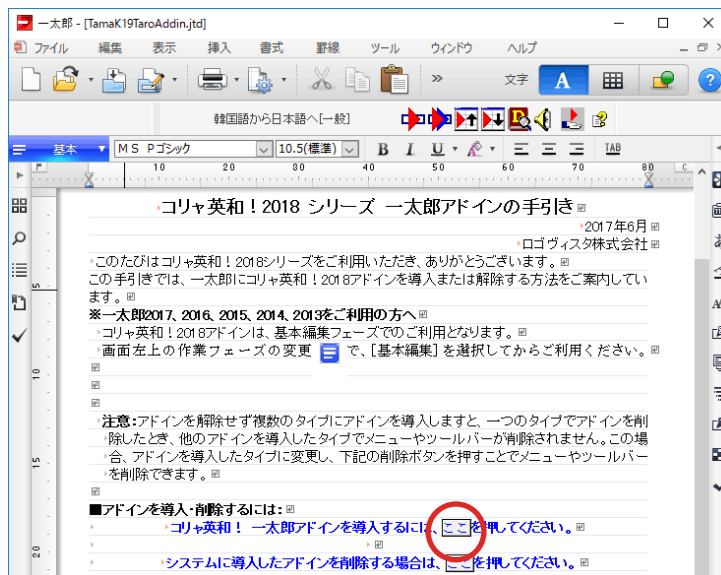 一太郎 - [TamaK19TaroAddin.jtd]
ファイル 編集 表示 挿入 書式 罫線 ツール ウィンドウ ヘルプ
文字 A
韓国語から日本語へ[一般]
基本 MS Pゴシック 10.5(標準) B I U TAB
10 20 30 40 50 60 70 80
コリャ英和!2018 シリーズ 一太郎アドインの手引き
2017年6月
ロゴヴィスタ株式会社
このたびはコリャ英和!2018シリーズをご利用いただき、ありがとうございます。
この手引きでは、一太郎にコリャ英和!2018アドインを導入または解除する方法をご案内してい
ます。
※一太郎2017、2016、2015、2014、2013をご利用の方へ
コリャ英和!2018アドインは、基本編集フェーズでのご利用となります。
画面左上の作業フェーズの変更 で、[基本編集]を選択してからご利用ください。
注意:アドインを解除せず複数のタイプにアドインを導入しますと、一つのタイプでアドインを削
除したとき、他のアドインを導入したタイプでメニューやツールバーが削除されません。この場
合、アドインを導入したタイプに変更し、下記の削除ボタンを押すことでメニューやツールバー
を削除できます。
■アドインを導入・削除するには:
コリャ英和! 一太郎アドインを導入するには、ここを押してください。
システムに導入したアドインを削除する場合は、ここを押してください。
5
10
15
20